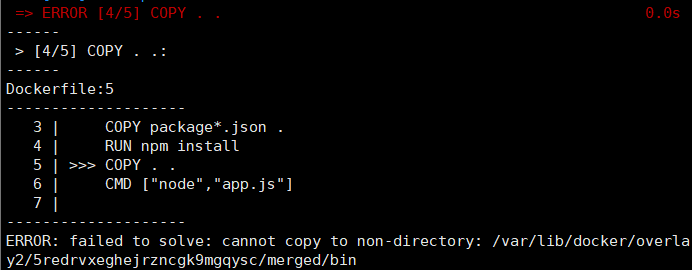 => ERROR [4/5] COPY . . 0.0s
------
> [4/5] COPY . .:
------
Dockerfile:5
--------------------
3 | COPY package*.json .
4 | RUN npm install
5 | >>> COPY . .
6 | CMD ["node","app.js"]
7 |
--------------------
ERROR: failed to solve: cannot copy to non-directory: /var/lib/docker/overla
y2/5redrvxeghejrzncgk9mgqysc/merged/bin